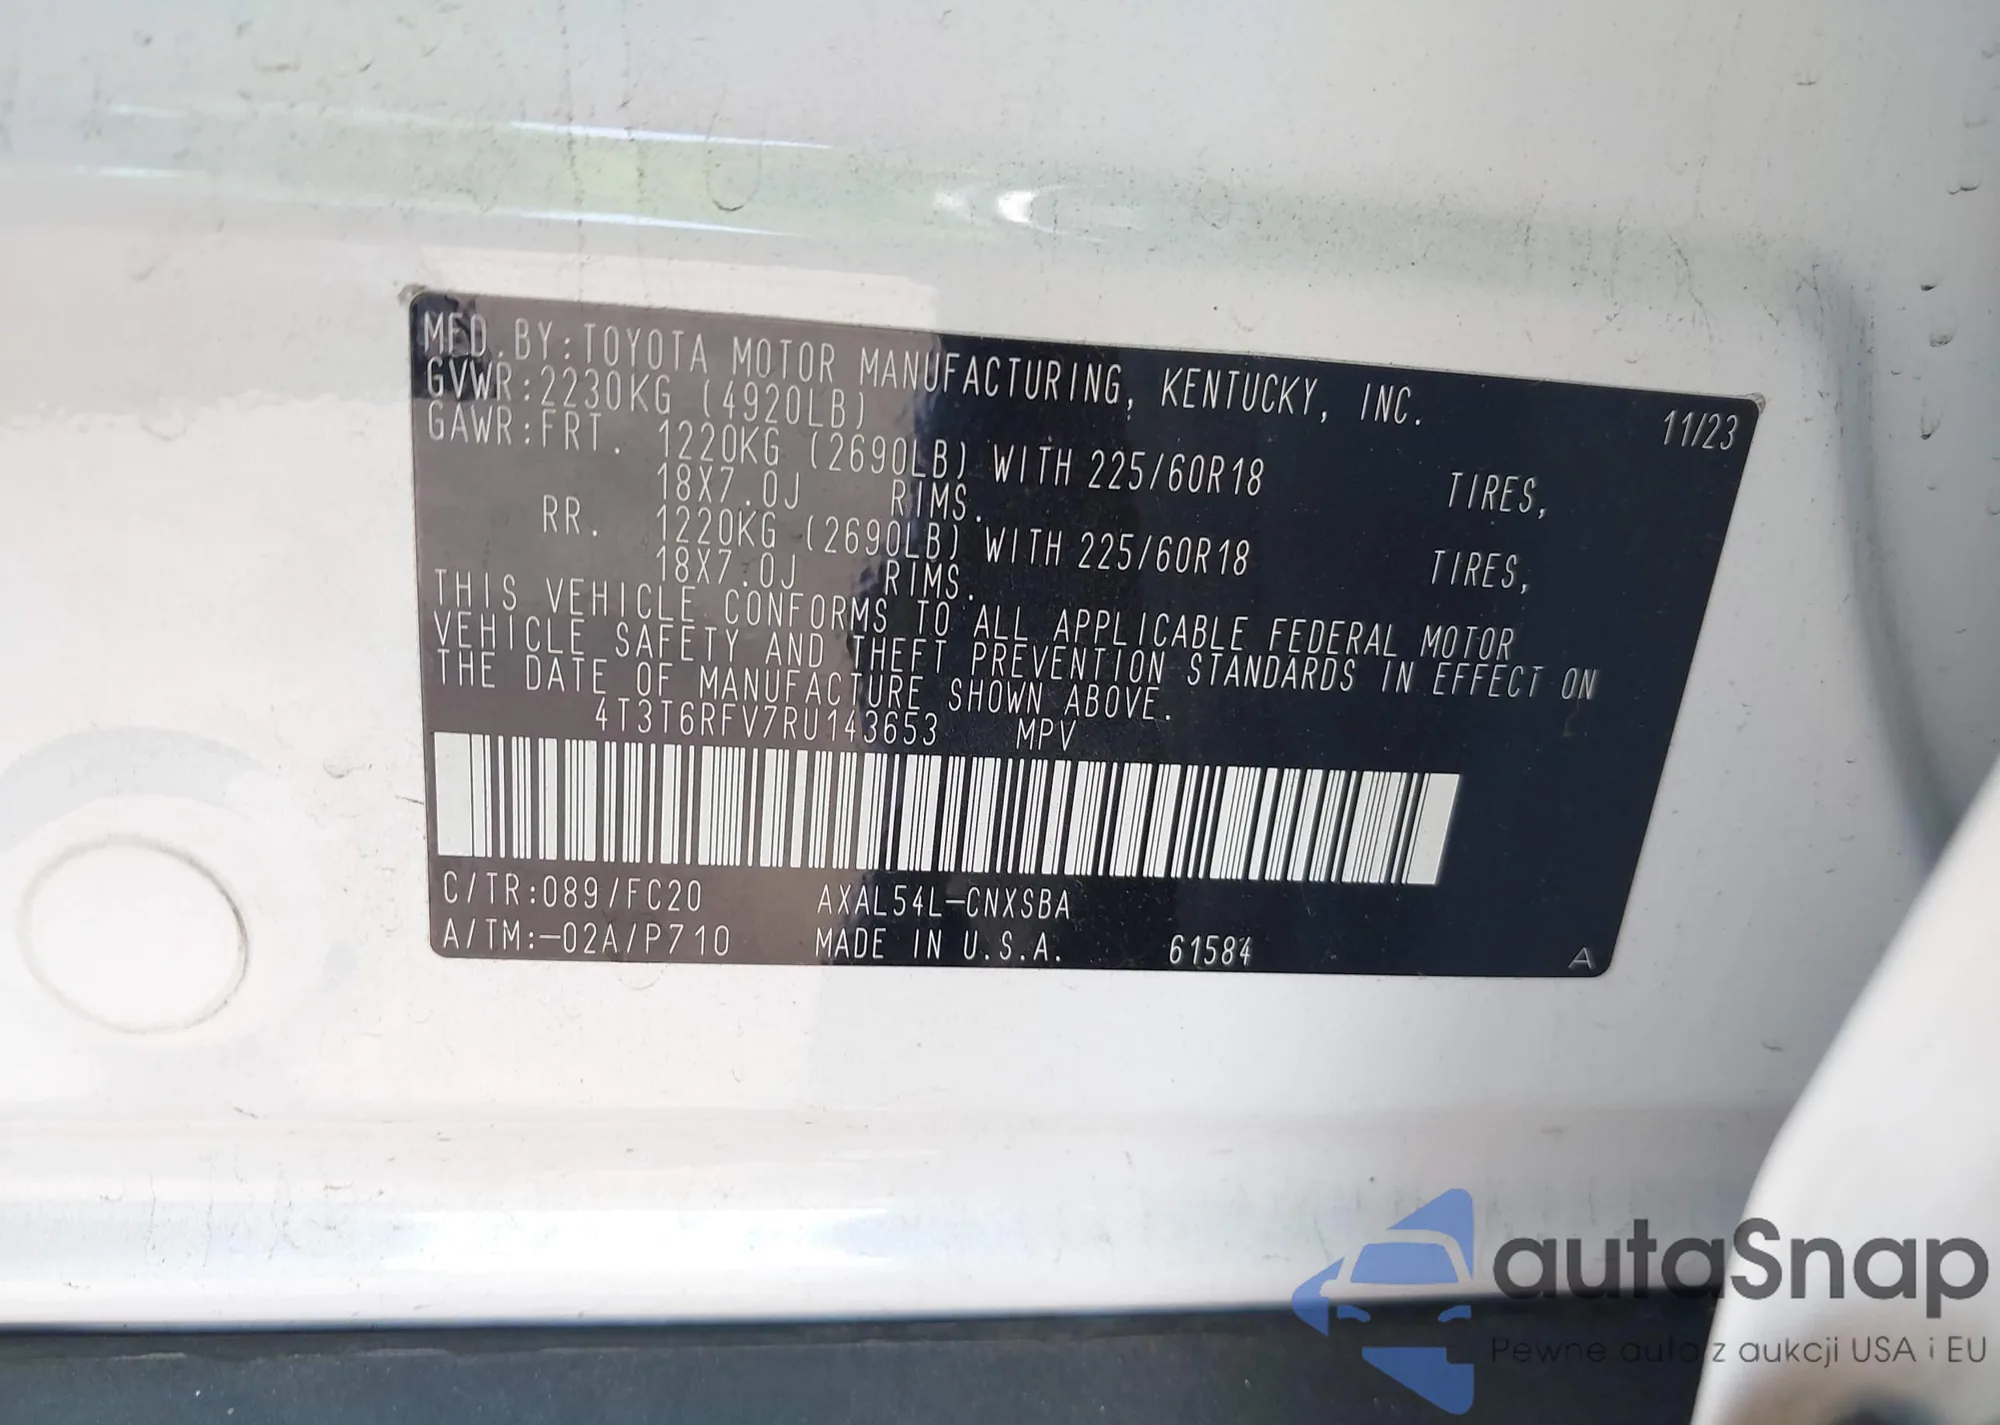 MFD. BY: TOYOTA MOTOR MANUFACTURING, KENTUCKY, INC. 11/23
GVWR: 2230KG (4920LB)
GAWR: FRT. 1220KG (2690LB) WITH 225/60R18 TIRES,
18X7.0J RIMS.
RR. 1220KG (2690LB) WITH 225/60R18 TIRES,
18X7.0J RIMS.
THIS VEHICLE CONFORMS TO ALL APPLICABLE FEDERAL MOTOR
VEHICLE SAFETY AND THEFT PREVENTION STANDARDS IN EFFECT ON
THE DATE OF MANUFACTURE SHOWN ABOVE.
4T3T6RFV7RU143653 MPV
C/TR:089/FC20 AXAL54L-CNXSBA
A/TM:-02A/P710 MADE IN U.S.A. 61584 A
autaSnap
Pewne auta z aukcji USA i EU